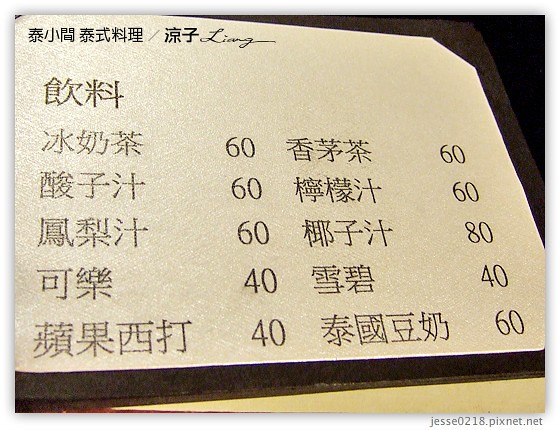 泰小間 泰式料理 ／ 涼子 Liang
飲料
冰奶茶 60 香茅茶 60
酸子汁 60 檸檬汁 60
鳳梨汁 60 椰子汁 80
可樂 40 雪碧 40
蘋果西打 40 泰國豆奶 60
jesse0218.pixnet.net